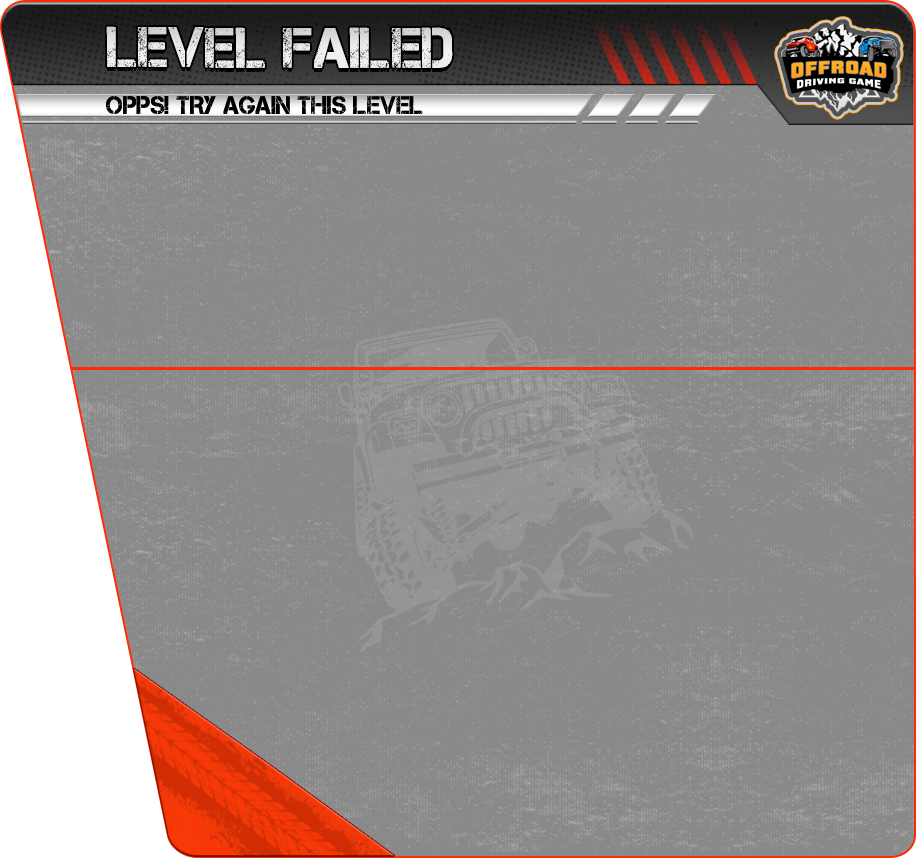 LEVEL FAILED
OPPS! TRY AGAIN THIS LEVEL
OFFROAD
DRIVING GAME